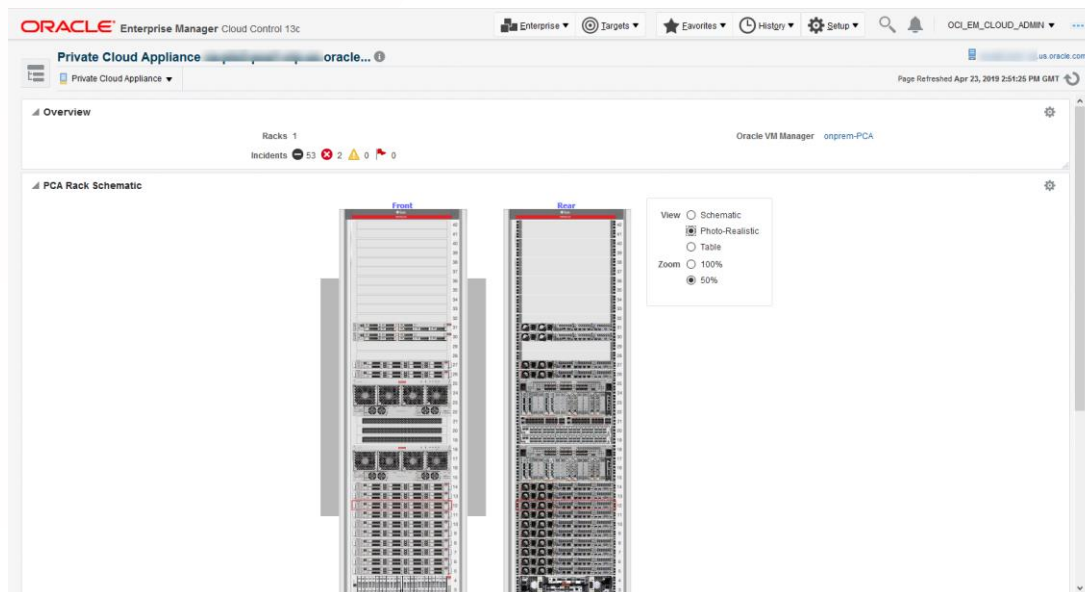 ORACLE Enterprise Manager Cloud Control 13c
Enterprise Targets Favorites History Setup OCI_EM_CLOUD_ADMIN
Private Cloud Appliance oracle...
us.oracle.com
Private Cloud Appliance
Page Refreshed Apr 23, 2019 2:51:25 PM GMT
Overview
Racks 1
Oracle VM Manager onprem-PCA
Incidents 53 2 0 0
PCA Rack Schematic
Front Rear
View Schematic
Photo-Realistic
Table
Zoom 100%
50%